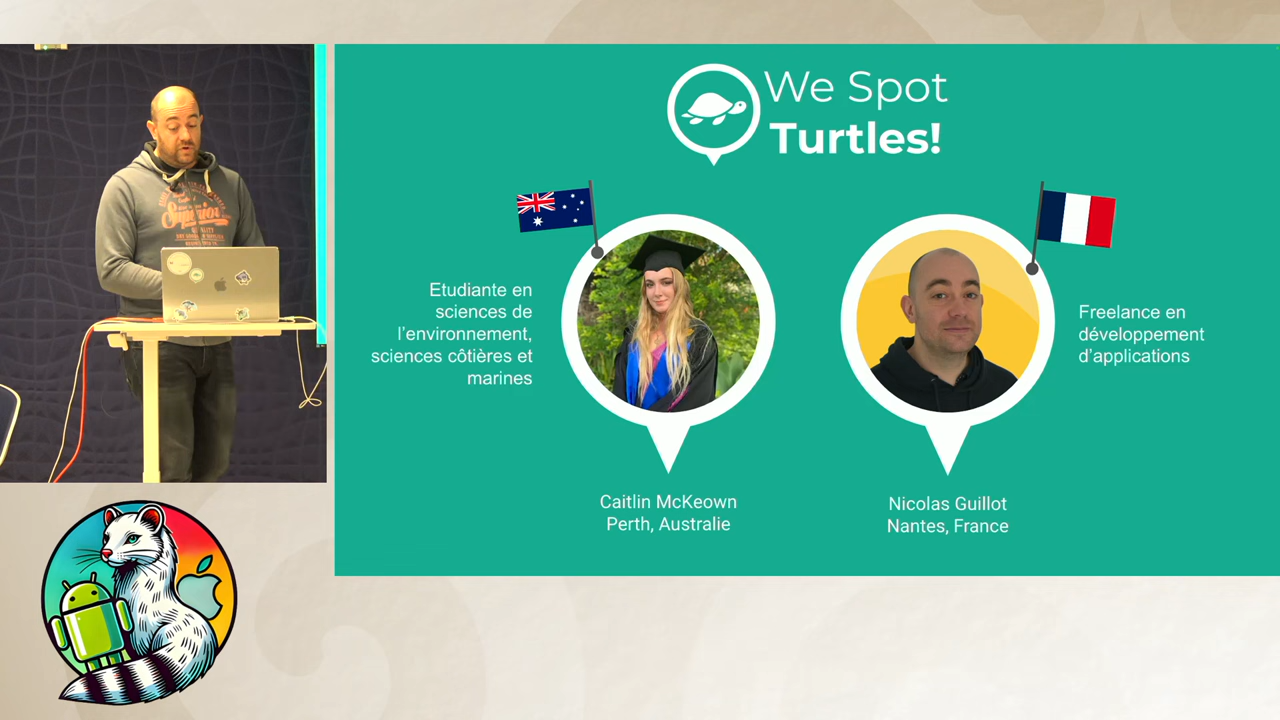 We Spot
Turtles!
Etudiante en
sciences de
l'environnement,
sciences côtières et
marines
Freelance en
développement
d'applications
Caitlin McKeown
Perth, Australie
Nicolas Guillot
Nantes, France
Superior